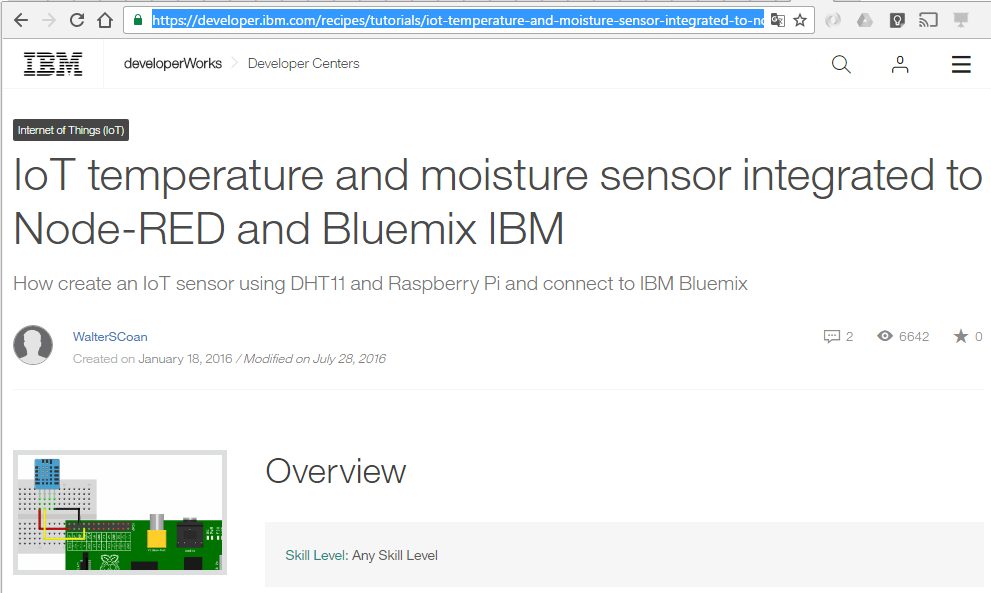 https://developer.ibm.com/recipes/tutorials/iot-temperature-and-moisture-sensor-integrated-to-no
IBM
developerWorks
Developer Centers
Internet of Things (IoT)
IoT temperature and moisture sensor integrated to
Node-RED and Bluemix IBM
How create an IoT sensor using DHT11 and Raspberry Pi and connect to IBM Bluemix
WalterSCoan
2
6642
0
Created on January 18, 2016 / Modified on July 28, 2016
Overview
Skill Level: Any Skill Level